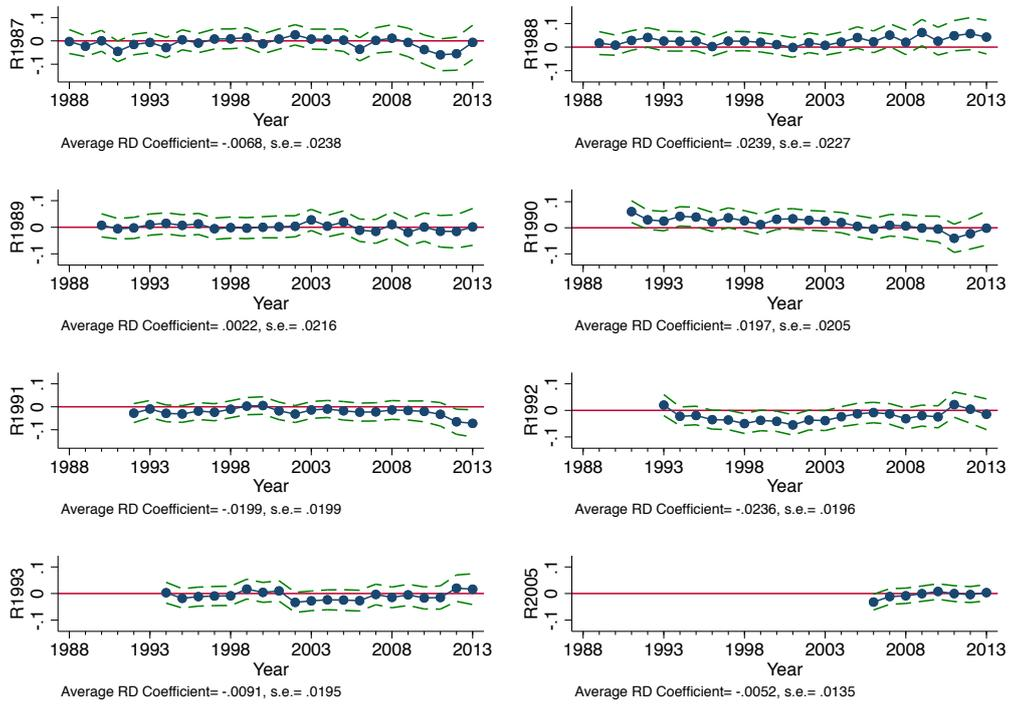 R1987
.1
0
-.1
1988 1993 1998 2003 2008 2013
Year
Average RD Coefficient= -.0068, s.e.= .0238
R1988
.1
0
-.1
1988 1993 1998 2003 2008 2013
Year
Average RD Coefficient= .0239, s.e.= .0227
R1989
.1
0
-.1
1988 1993 1998 2003 2008 2013
Year
Average RD Coefficient= .0022, s.e.= .0216
R1990
.1
0
-.1
1988 1993 1998 2003 2008 2013
Year
Average RD Coefficient= .0197, s.e.= .0205
R1991
.1
0
-.1
1988 1993 1998 2003 2008 2013
Year
Average RD Coefficient= -.0199, s.e.= .0199
R1992
.1
0
-.1
1988 1993 1998 2003 2008 2013
Year
Average RD Coefficient= -.0236, s.e.= .0196
R1993
.1
0
-.1
1988 1993 1998 2003 2008 2013
Year
Average RD Coefficient= -.0091, s.e.= .0195
R2005
.1
0
-.1
1988 1993 1998 2003 2008 2013
Year
Average RD Coefficient= -.0052, s.e.= .0135